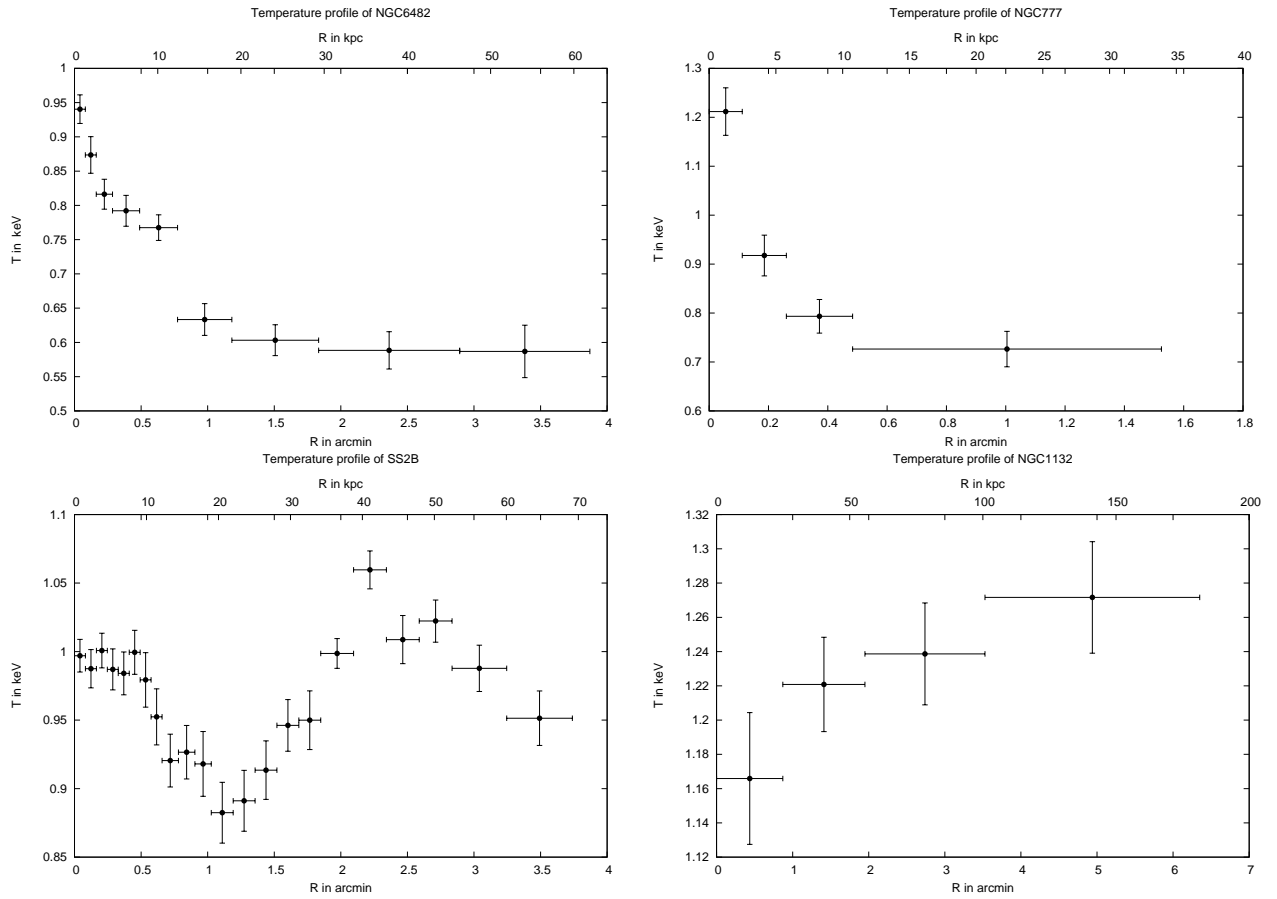 Temperature profile of NGC6482
R in kpc
0 10 20 30 40 50 60
1
0.95
0.9
0.85
0.8
0.75
0.7
0.65
0.6
0.55
0.5
T in keV
0 0.5 1 1.5 2 2.5 3 3.5 4
R in arcmin
Temperature profile of NGC777
R in kpc
0 5 10 15 20 25 30 35 40
1.3
1.2
1.1
1
0.9
0.8
0.7
0.6
T in keV
0 0.2 0.4 0.6 0.8 1 1.2 1.4 1.6 1.8
R in arcmin
Temperature profile of SS2B
R in kpc
0 10 20 30 40 50 60 70
1.1
1.05
1
0.95
0.9
0.85
T in keV
0 0.5 1 1.5 2 2.5 3 3.5 4
R in arcmin
Temperature profile of NGC1132
R in kpc
0 50 100 150 200
1.32
1.3
1.28
1.26
1.24
1.22
1.2
1.18
1.16
1.14
1.12
T in keV
0 1 2 3 4 5 6 7
R in arcmin